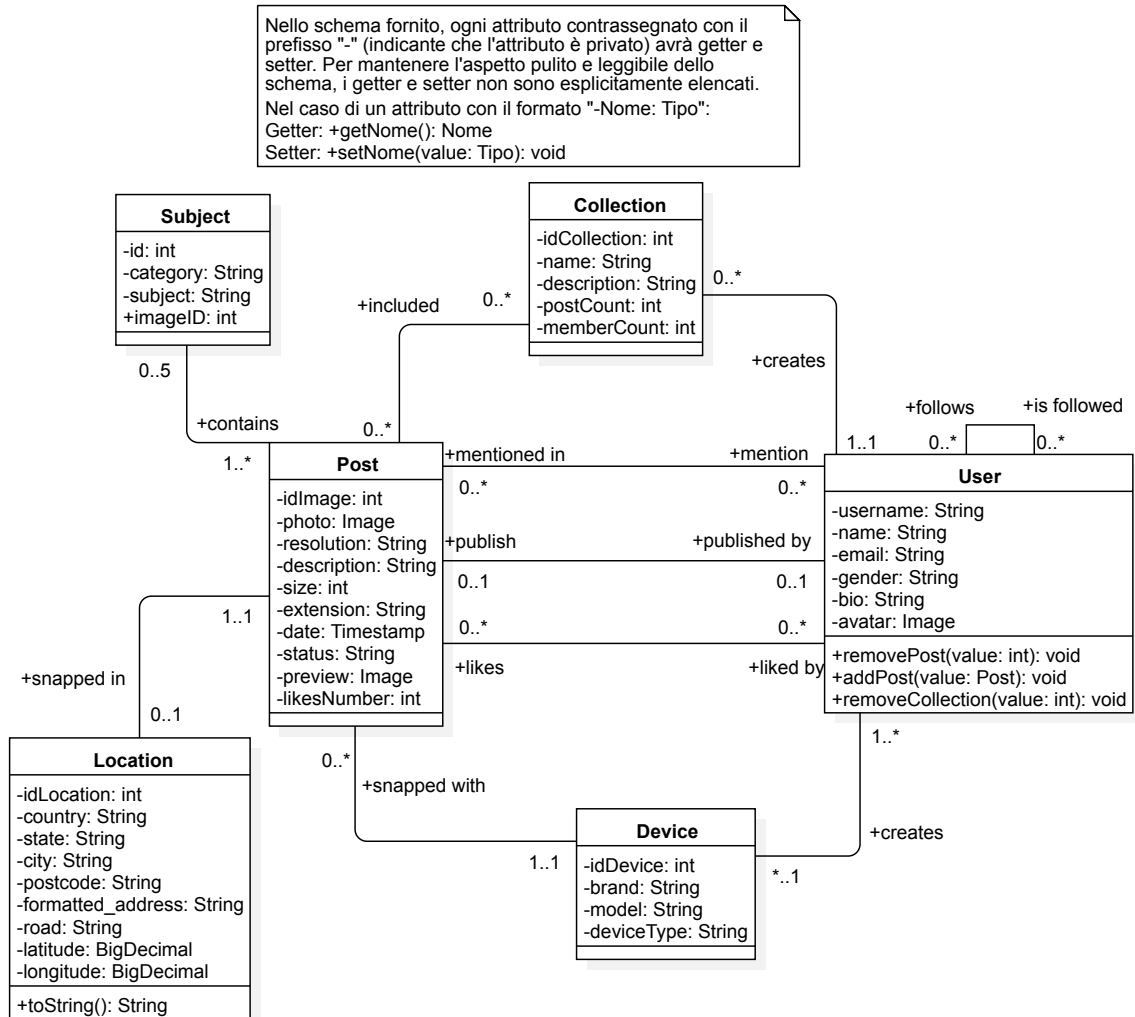 Nello schema fornito, ogni attributo contrassegnato con il
prefisso "-" (indicante che l'attributo è privato) avrà getter e
setter. Per mantenere l'aspetto pulito e leggibile dello
schema, i getter e setter non sono esplicitamente elencati.
Nel caso di un attributo con il formato "-Nome: Tipo":
Getter: +getNome(): Nome
Setter: +setNome(value: Tipo): void
Subject
-id: int
-category: String
-subject: String
+imageID: int
Collection
-idCollection: int
-name: String
-description: String
-postCount: int
-memberCount: int
0..*
+included
0..*
0..*
+creates
1..1
0..5
+contains
1..*
+follows
+is followed
0..*
0..*
Post
-idImage: int
-photo: Image
-resolution: String
-description: String
-size: int
-extension: String
-date: Timestamp
-status: String
-preview: Image
-likesNumber: int
+mentioned in
+mention
0..*
0..*
+publish
+published by
0..1
0..1
0..*
0..*
+likes
+liked by
User
-username: String
-name: String
-email: String
-gender: String
-bio: String
-avatar: Image
+removePost(value: int): void
+addPost(value: Post): void
+removeCollection(value: int): void
1..1
+snapped in
0..1
Location
-idLocation: int
-country: String
-state: String
-city: String
-postcode: String
-formatted_address: String
-road: String
-latitude: BigDecimal
-longitude: BigDecimal
+toString(): String
0..*
+snapped with
1..1
Device
-idDevice: int
-brand: String
-model: String
-deviceType: String
1..*
+creates
*..1